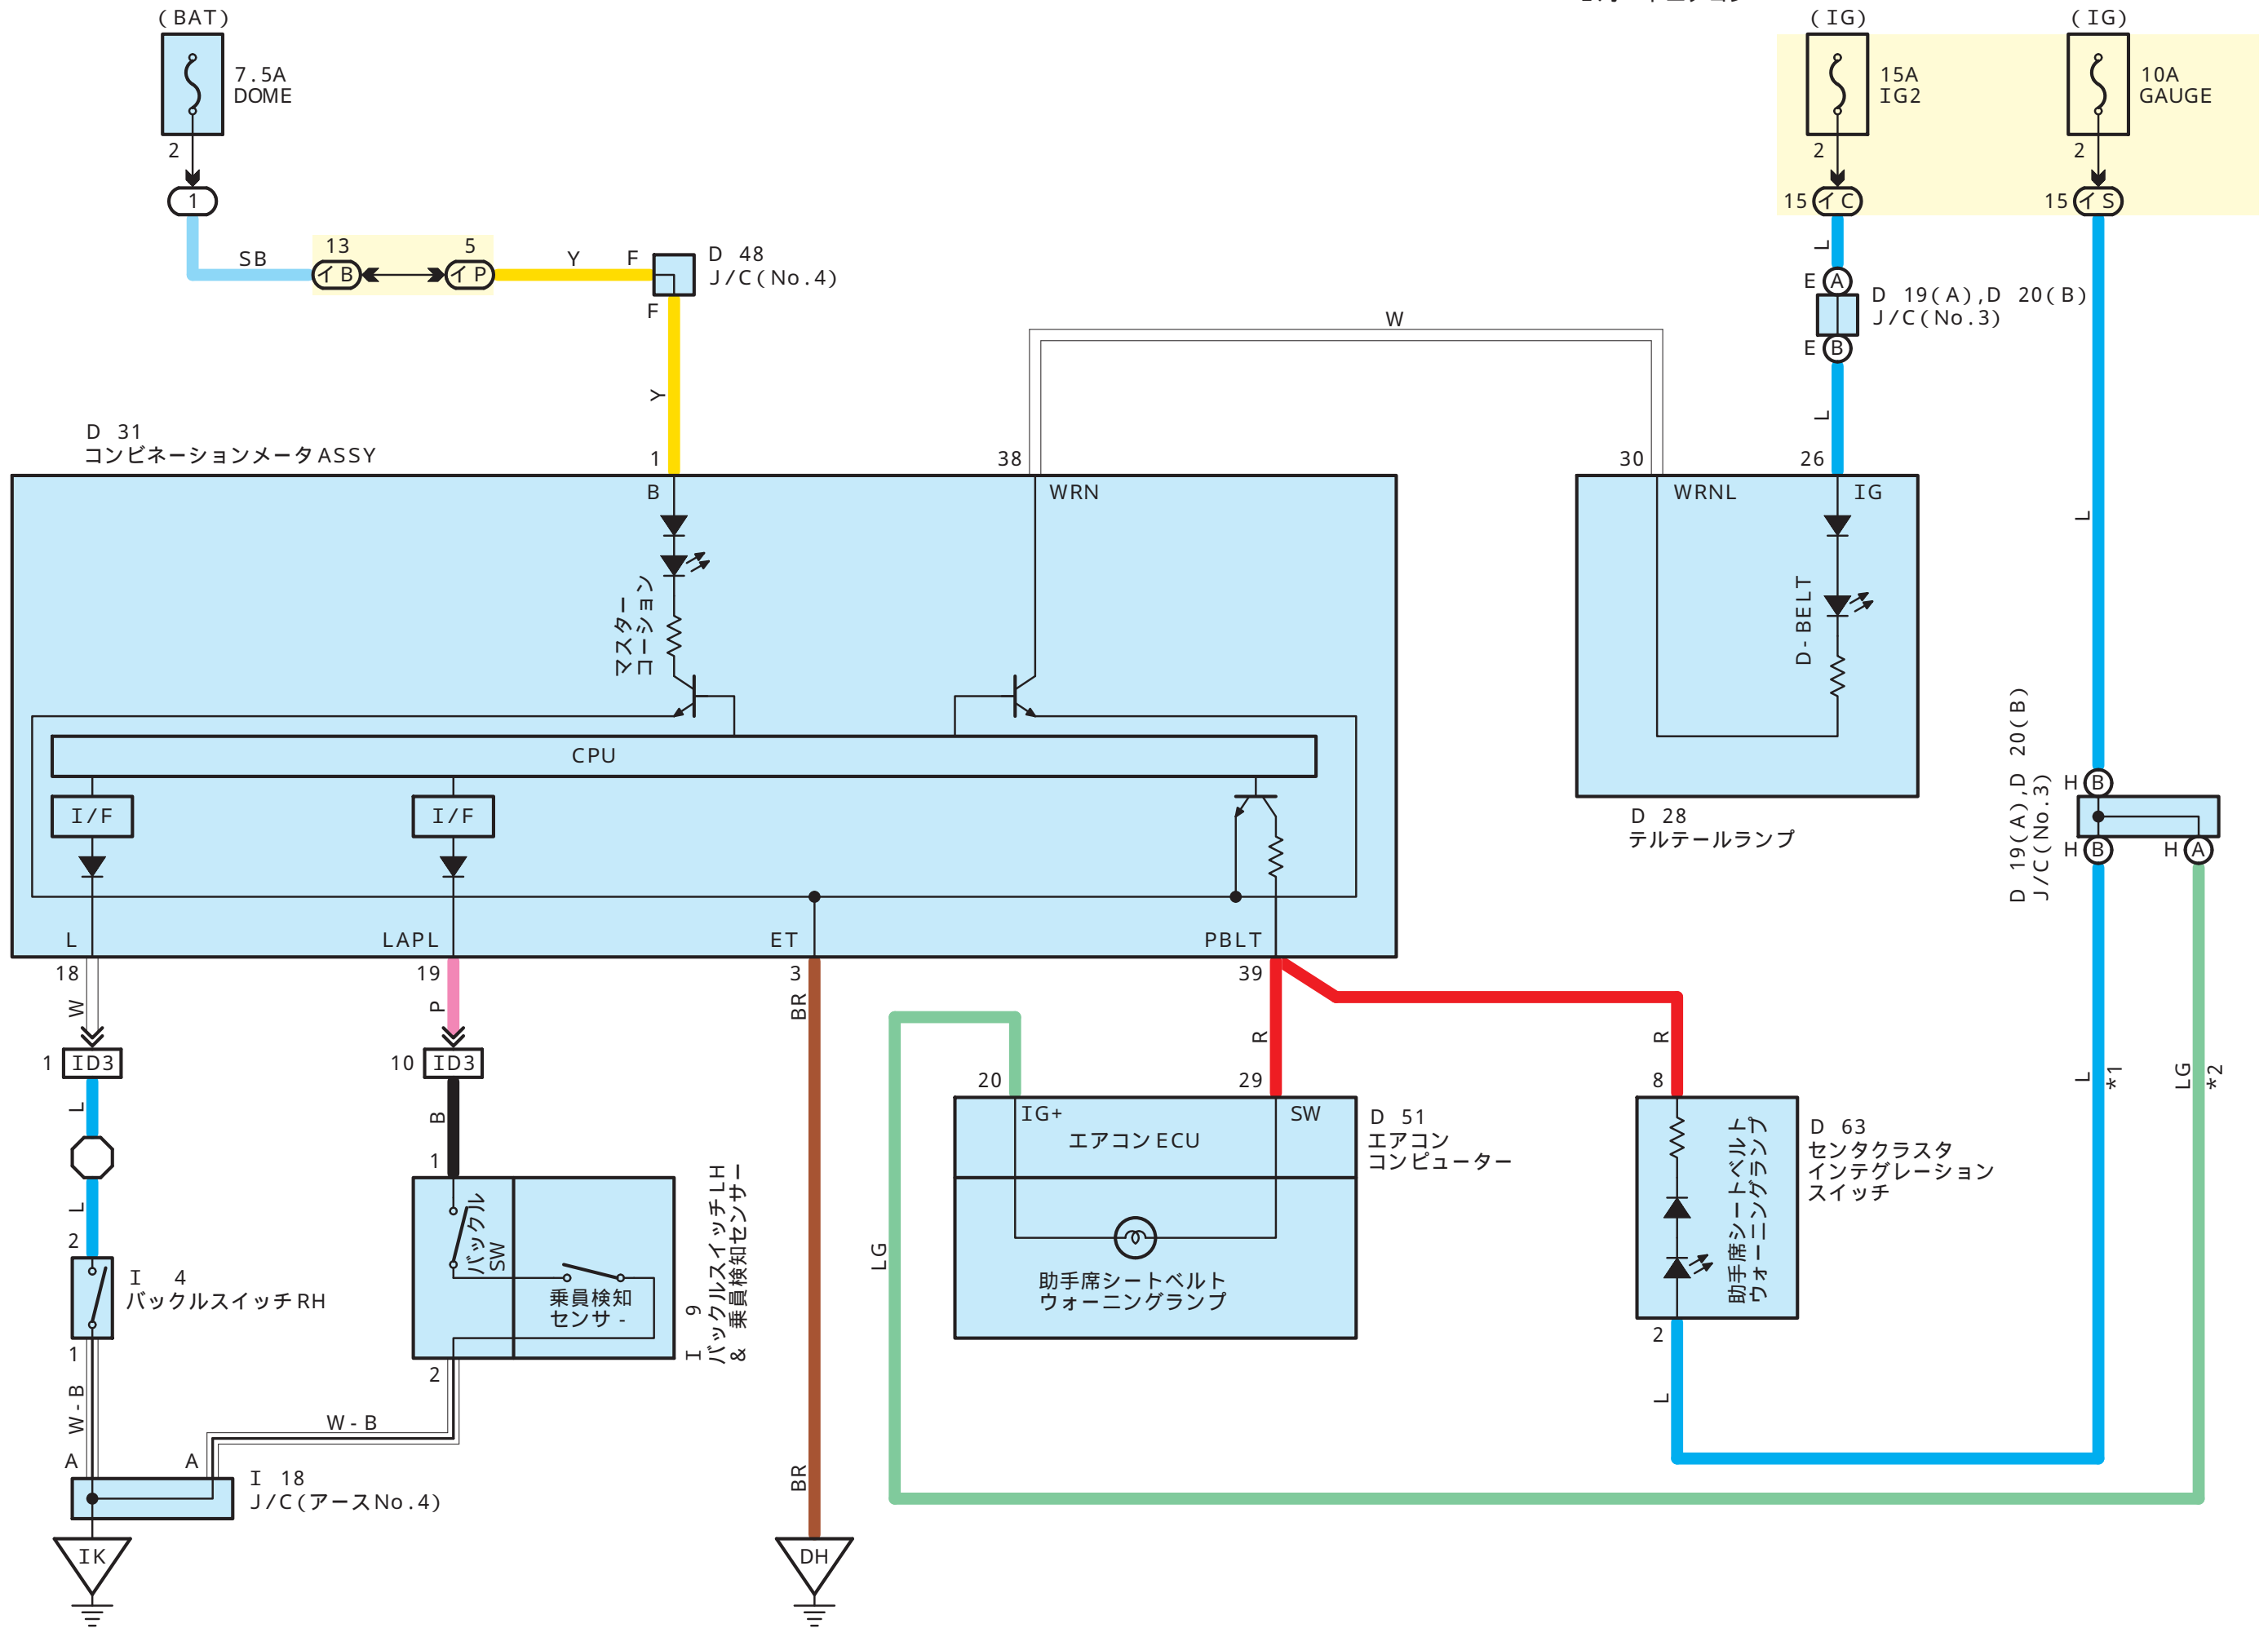 (BAT)
7.5A
DOME
2
1
SB
13
イB
5
イP
Y
F
D 48
J/C(No.4)
F
Y
(IG)
15A
IG2
2
15 イC
L
E A
D 19(A),D 20(B)
J/C(No.3)
E B
L
(IG)
10A
GAUGE
2
15 イS
L
W
D 31
コンビネーションメータASSY
1
38
B
WRN
マスター
コーション
CPU
I/F
I/F
L
LAPL
ET
PBLT
30
26
WRNL
IG
D-BELT
D 28
テルテールランプ
D 19(A),D 20(B)
J/C(No.3)
H B
H B
H A
18
W
19
P
3
BR
39
1 ID3
10 ID3
L
B
L
2
1
I 4
バックルスイッチRH
1
W-B
バックル
SW
乗員検知
センサ-
I 9
バックルスイッチLH
& 乗員検知センサー
2
W-B
A
A
I 18
J/C(アースNo.4)
IK
BR
DH
LG
R
20
29
IG+
SW
エアコンECU
D 51
エアコン
コンピューター
助手席シートベルト
ウォーニングランプ
R
8
助手席シートベルト
ウォーニングランプ
D 63
センタクラスタ
インテグレーション
スイッチ
2
L
L
*1
LG
*2